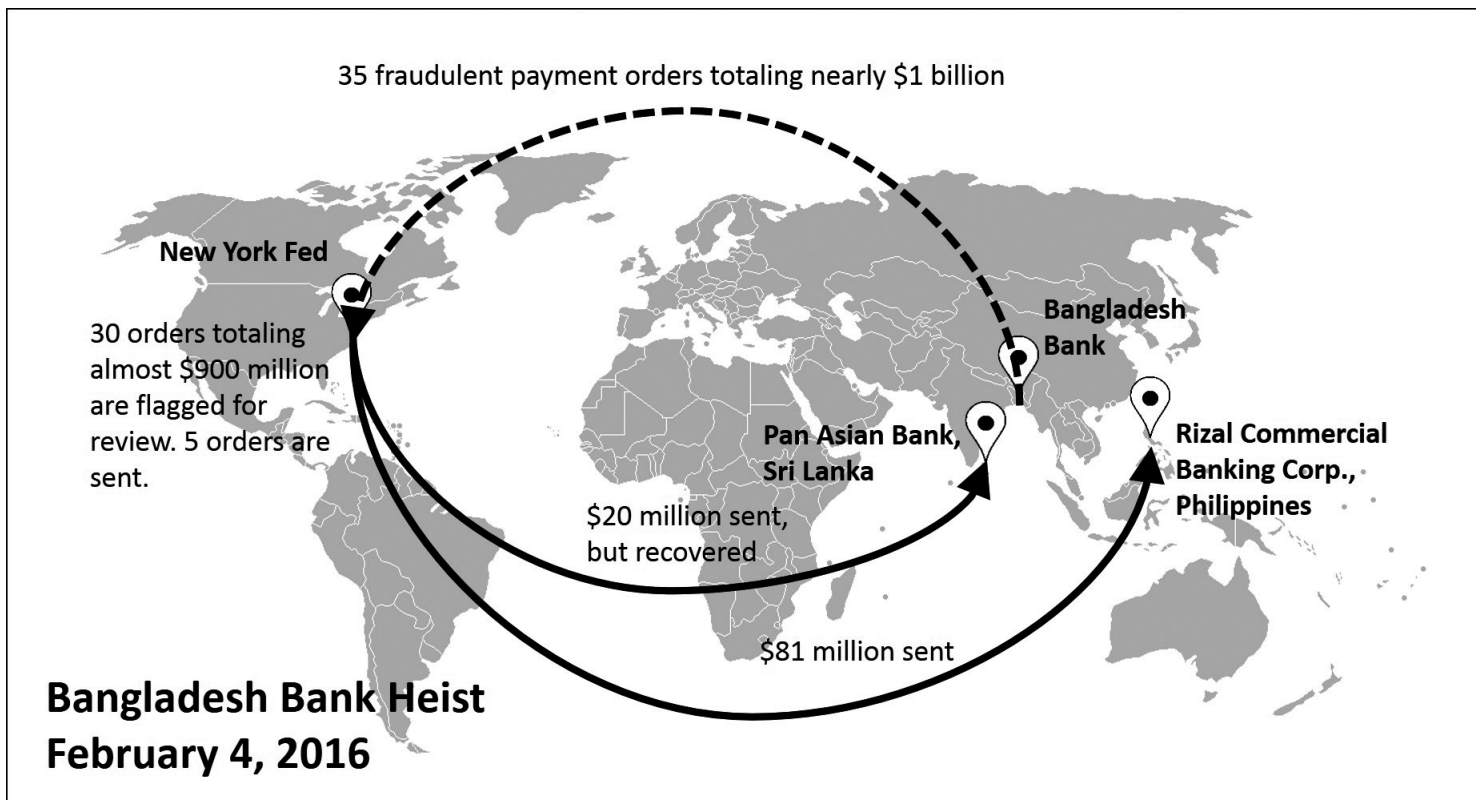 35 fraudulent payment orders totaling nearly $1 billion
New York Fed
30 orders totaling
almost $900 million
are flagged for
review. 5 orders are
sent.
Bangladesh
Bank
Pan Asian Bank,
Sri Lanka
Rizal Commercial
Banking Corp.,
Philippines
$20 million sent,
but recovered
$81 million sent
Bangladesh Bank Heist
February 4, 2016